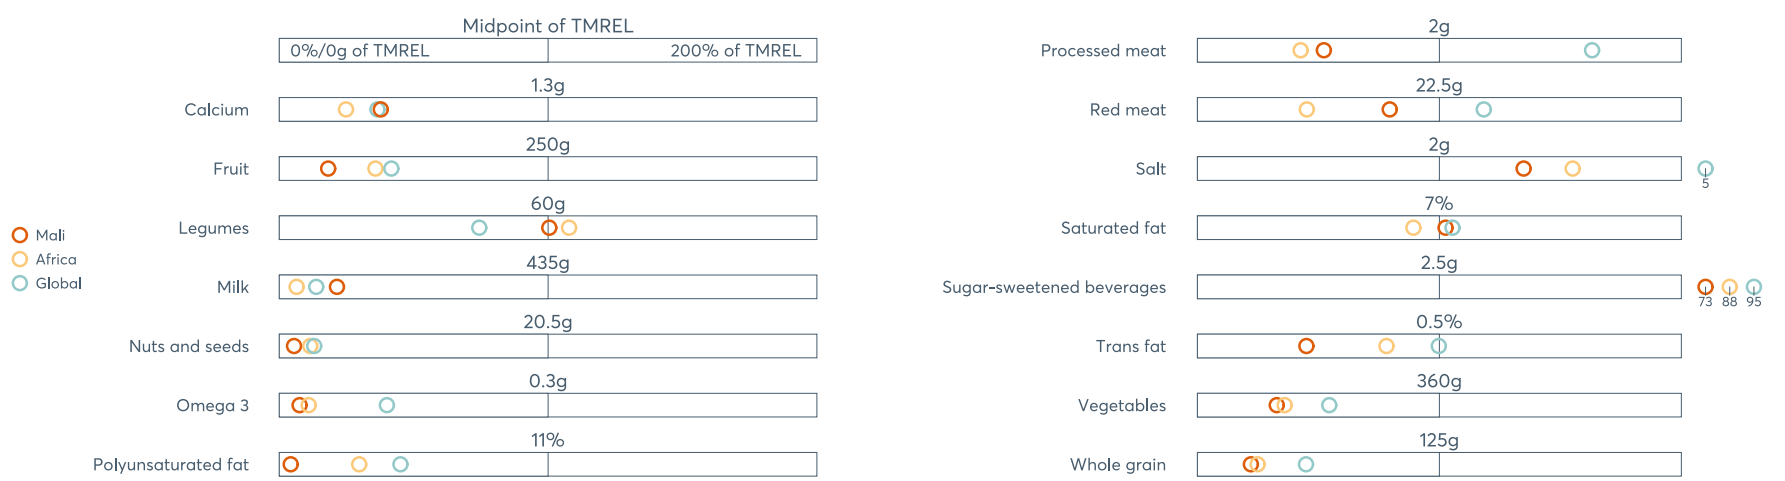 Midpoint of TMREL
0%/0g of TMREL 200% of TMREL
1.3g
Calcium
250g
Fruit
60g
Legumes
435g
Milk
20.5g
Nuts and seeds
0.3g
Omega 3
11%
Polyunsaturated fat
Mali
Africa
Global
2g
Processed meat
22.5g
Red meat
2g
Salt
5
7%
Saturated fat
2.5g
Sugar-sweetened beverages
73 88 95
0.5%
Trans fat
360g
Vegetables
125g
Whole grain